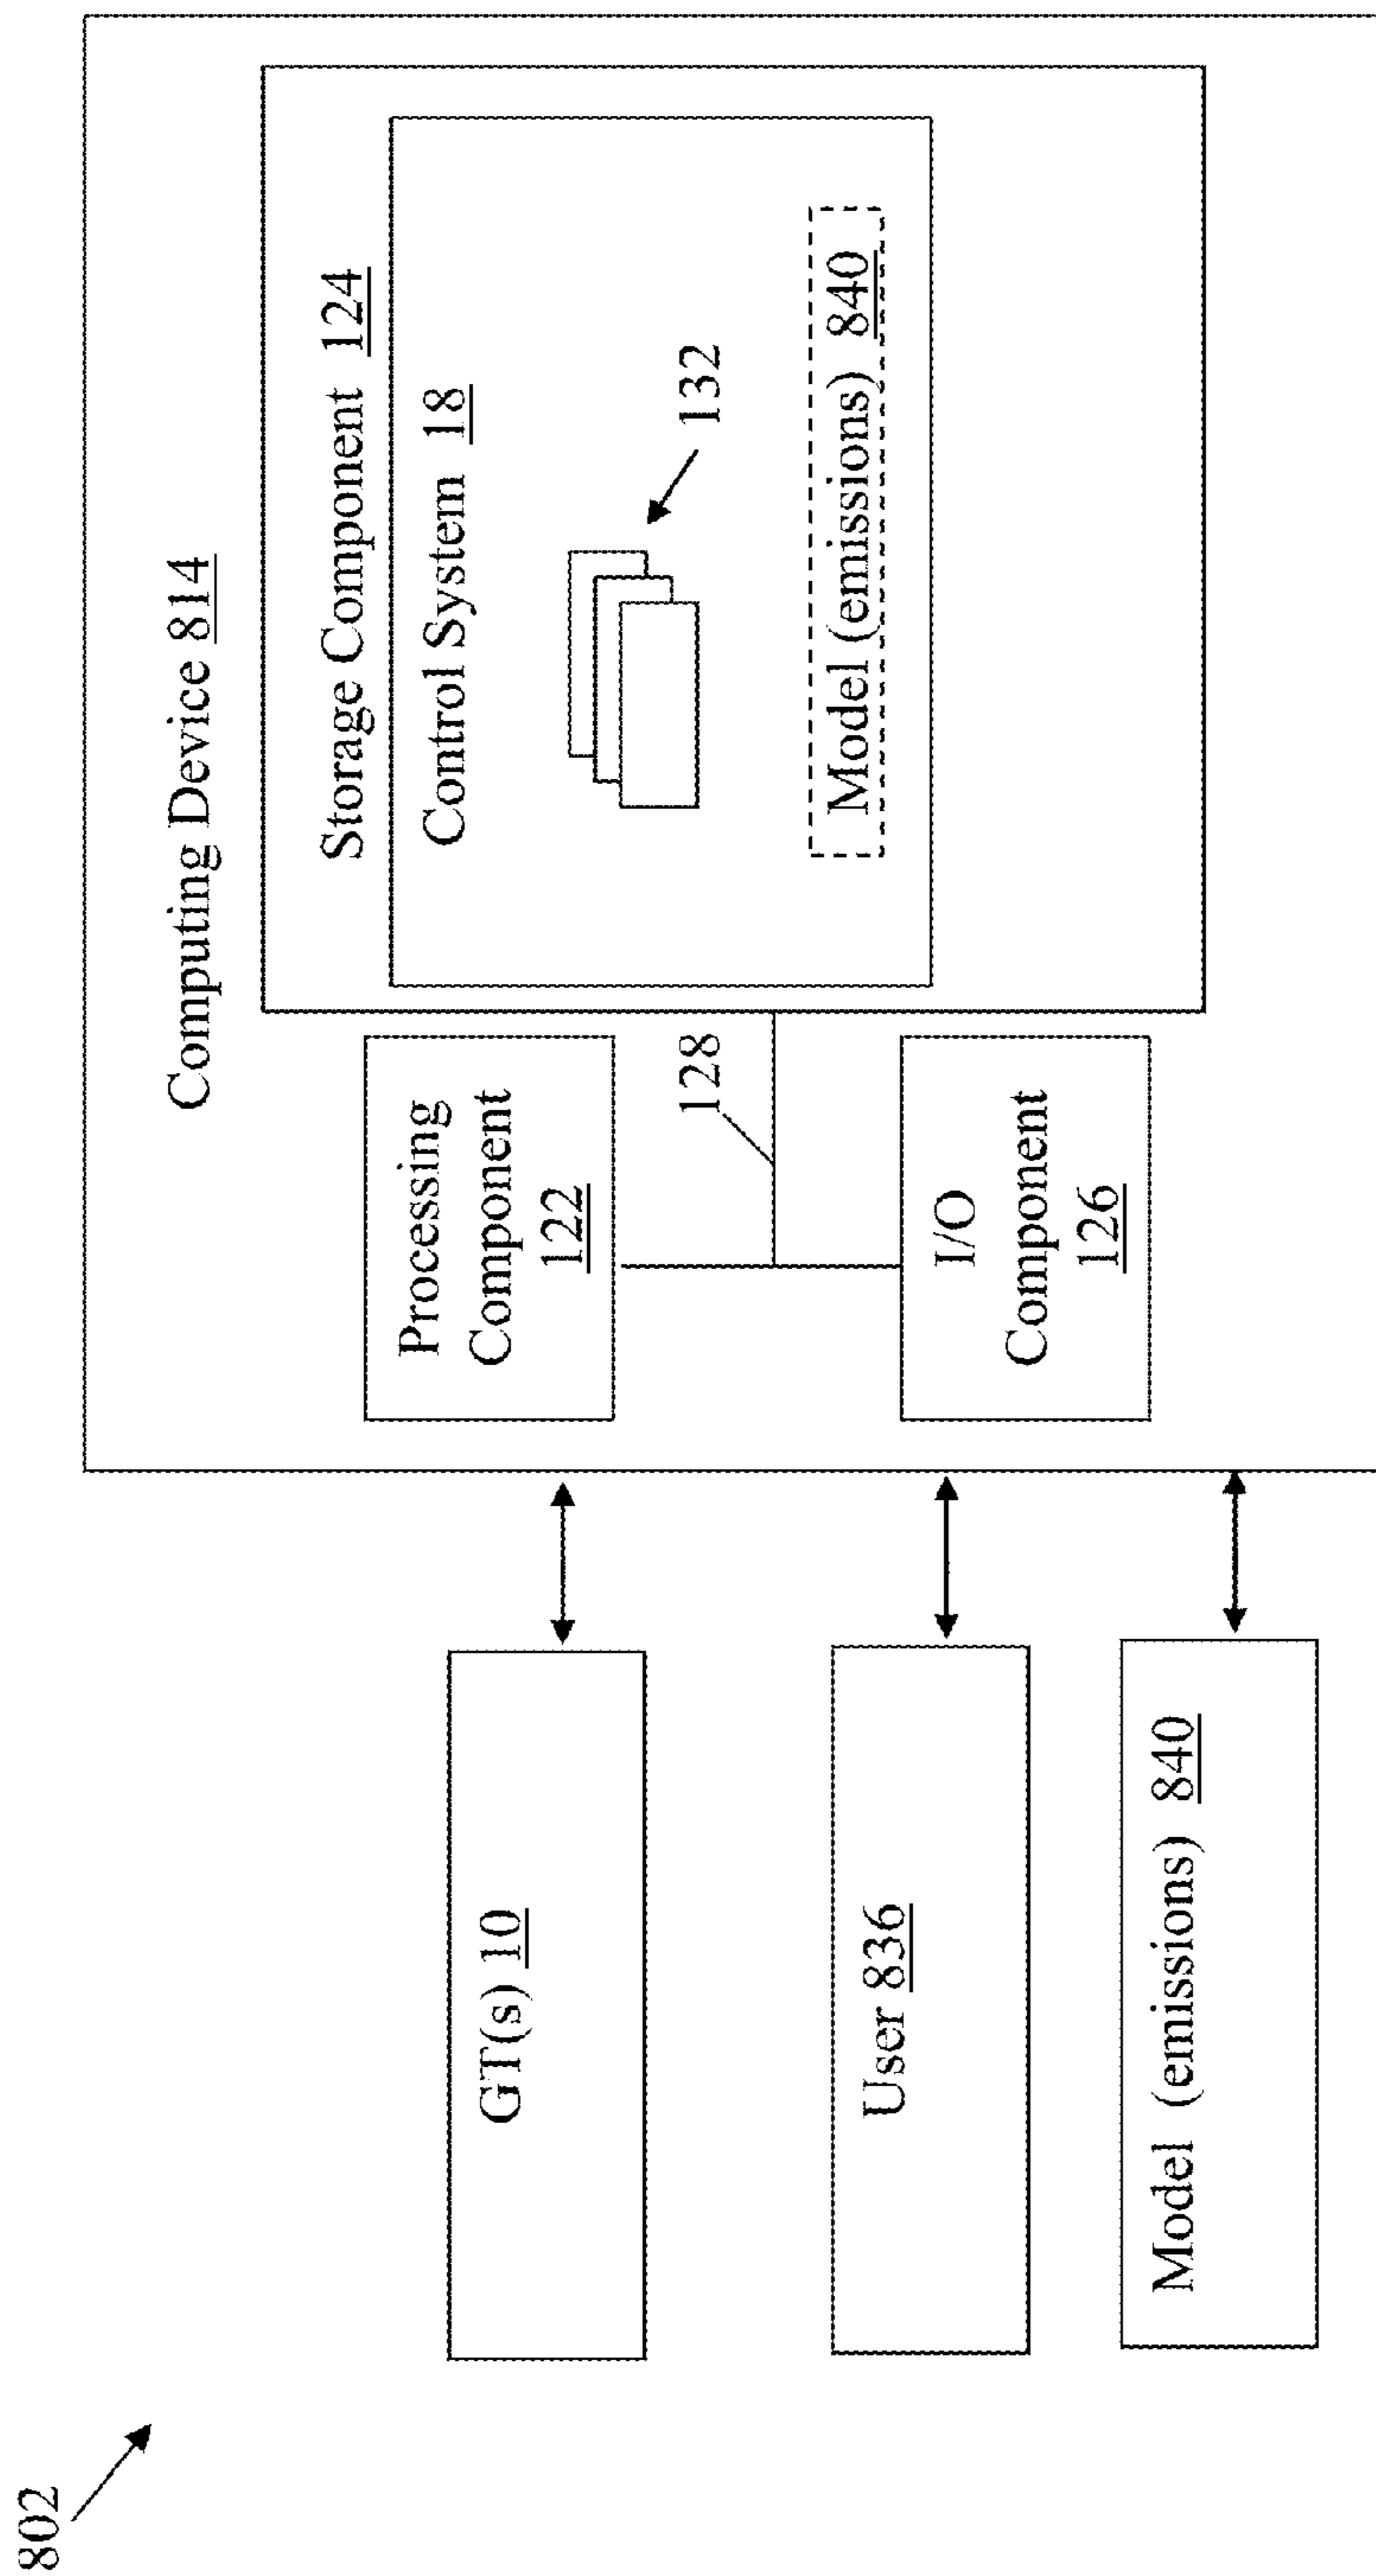 802
Computing Device 814
GT(s) 10
Processing
Component
122
Storage Component 124
Control System 18
132
128
User 836
I/O
Component
126
Model (emissions) 840
Model (emissions) 840